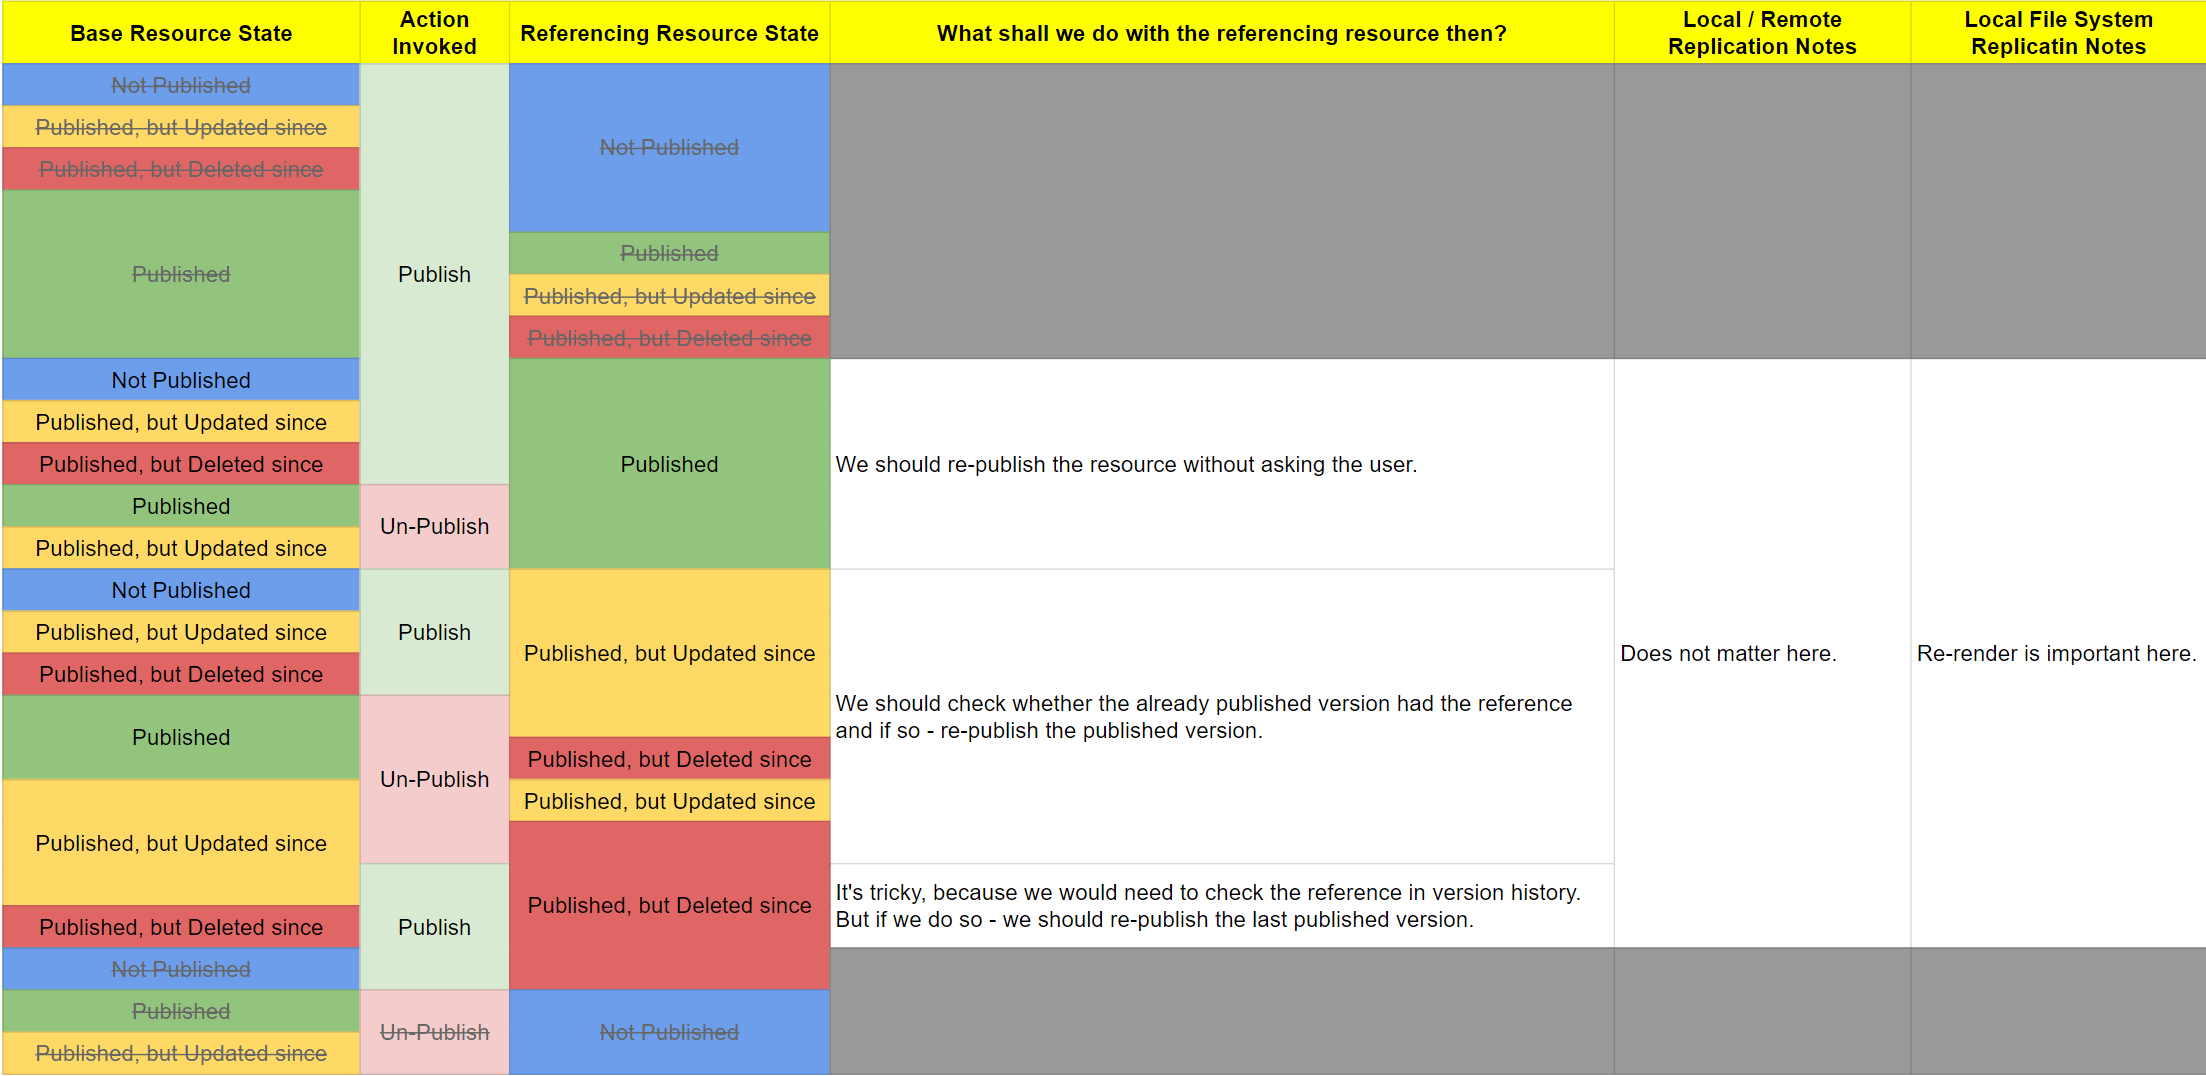 Base Resource State
Action
Invoked
Referencing Resource State
What shall we do with the referencing resource then?
Local / Remote
Replication Notes
Local File System
Replicatin Notes
Not Published
Published, but Updated since
Published, but Deleted since
Published
Publish
Not Published
Published
Published, but Updated since
Published, but Deleted since
Not Published
Published, but Updated since
Published, but Deleted since
Published
Published, but Updated since
Un-Publish
Published
We should re-publish the resource without asking the user.
Not Published
Published, but Updated since
Published, but Deleted since
Publish
Published, but Updated since
Does not matter here.
Re-render is important here.
We should check whether the already published version had the reference
and if so - re-publish the published version.
Published
Un-Publish
Published, but Deleted since
Published, but Updated since
Published, but Updated since
Published, but Deleted since
Publish
Published, but Deleted since
It's tricky, because we would need to check the reference in version history.
But if we do so - we should re-publish the last published version.
Not Published
Published
Published, but Updated since
Un-Publish
Not Published